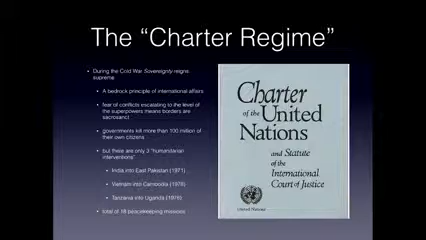 The “Charter Regime”
During the Cold War Sovereignty reigns
supreme
A bedrock principle of international affairs
fear of conflicts escalating to the level of
the superpowers means borders are
sacrosanct
governments kill more than 100 million of
their own citizens
but there are only 3 “humanitarian
interventions”
India into East Pakistan (1971)
Vietnam into Cambodia (1978)
Tanzania into Uganda (1978)
total of 18 peacekeeping missions
Charter
of the United
Nations
and Statute
of the
International
Court of Justice
United Nations